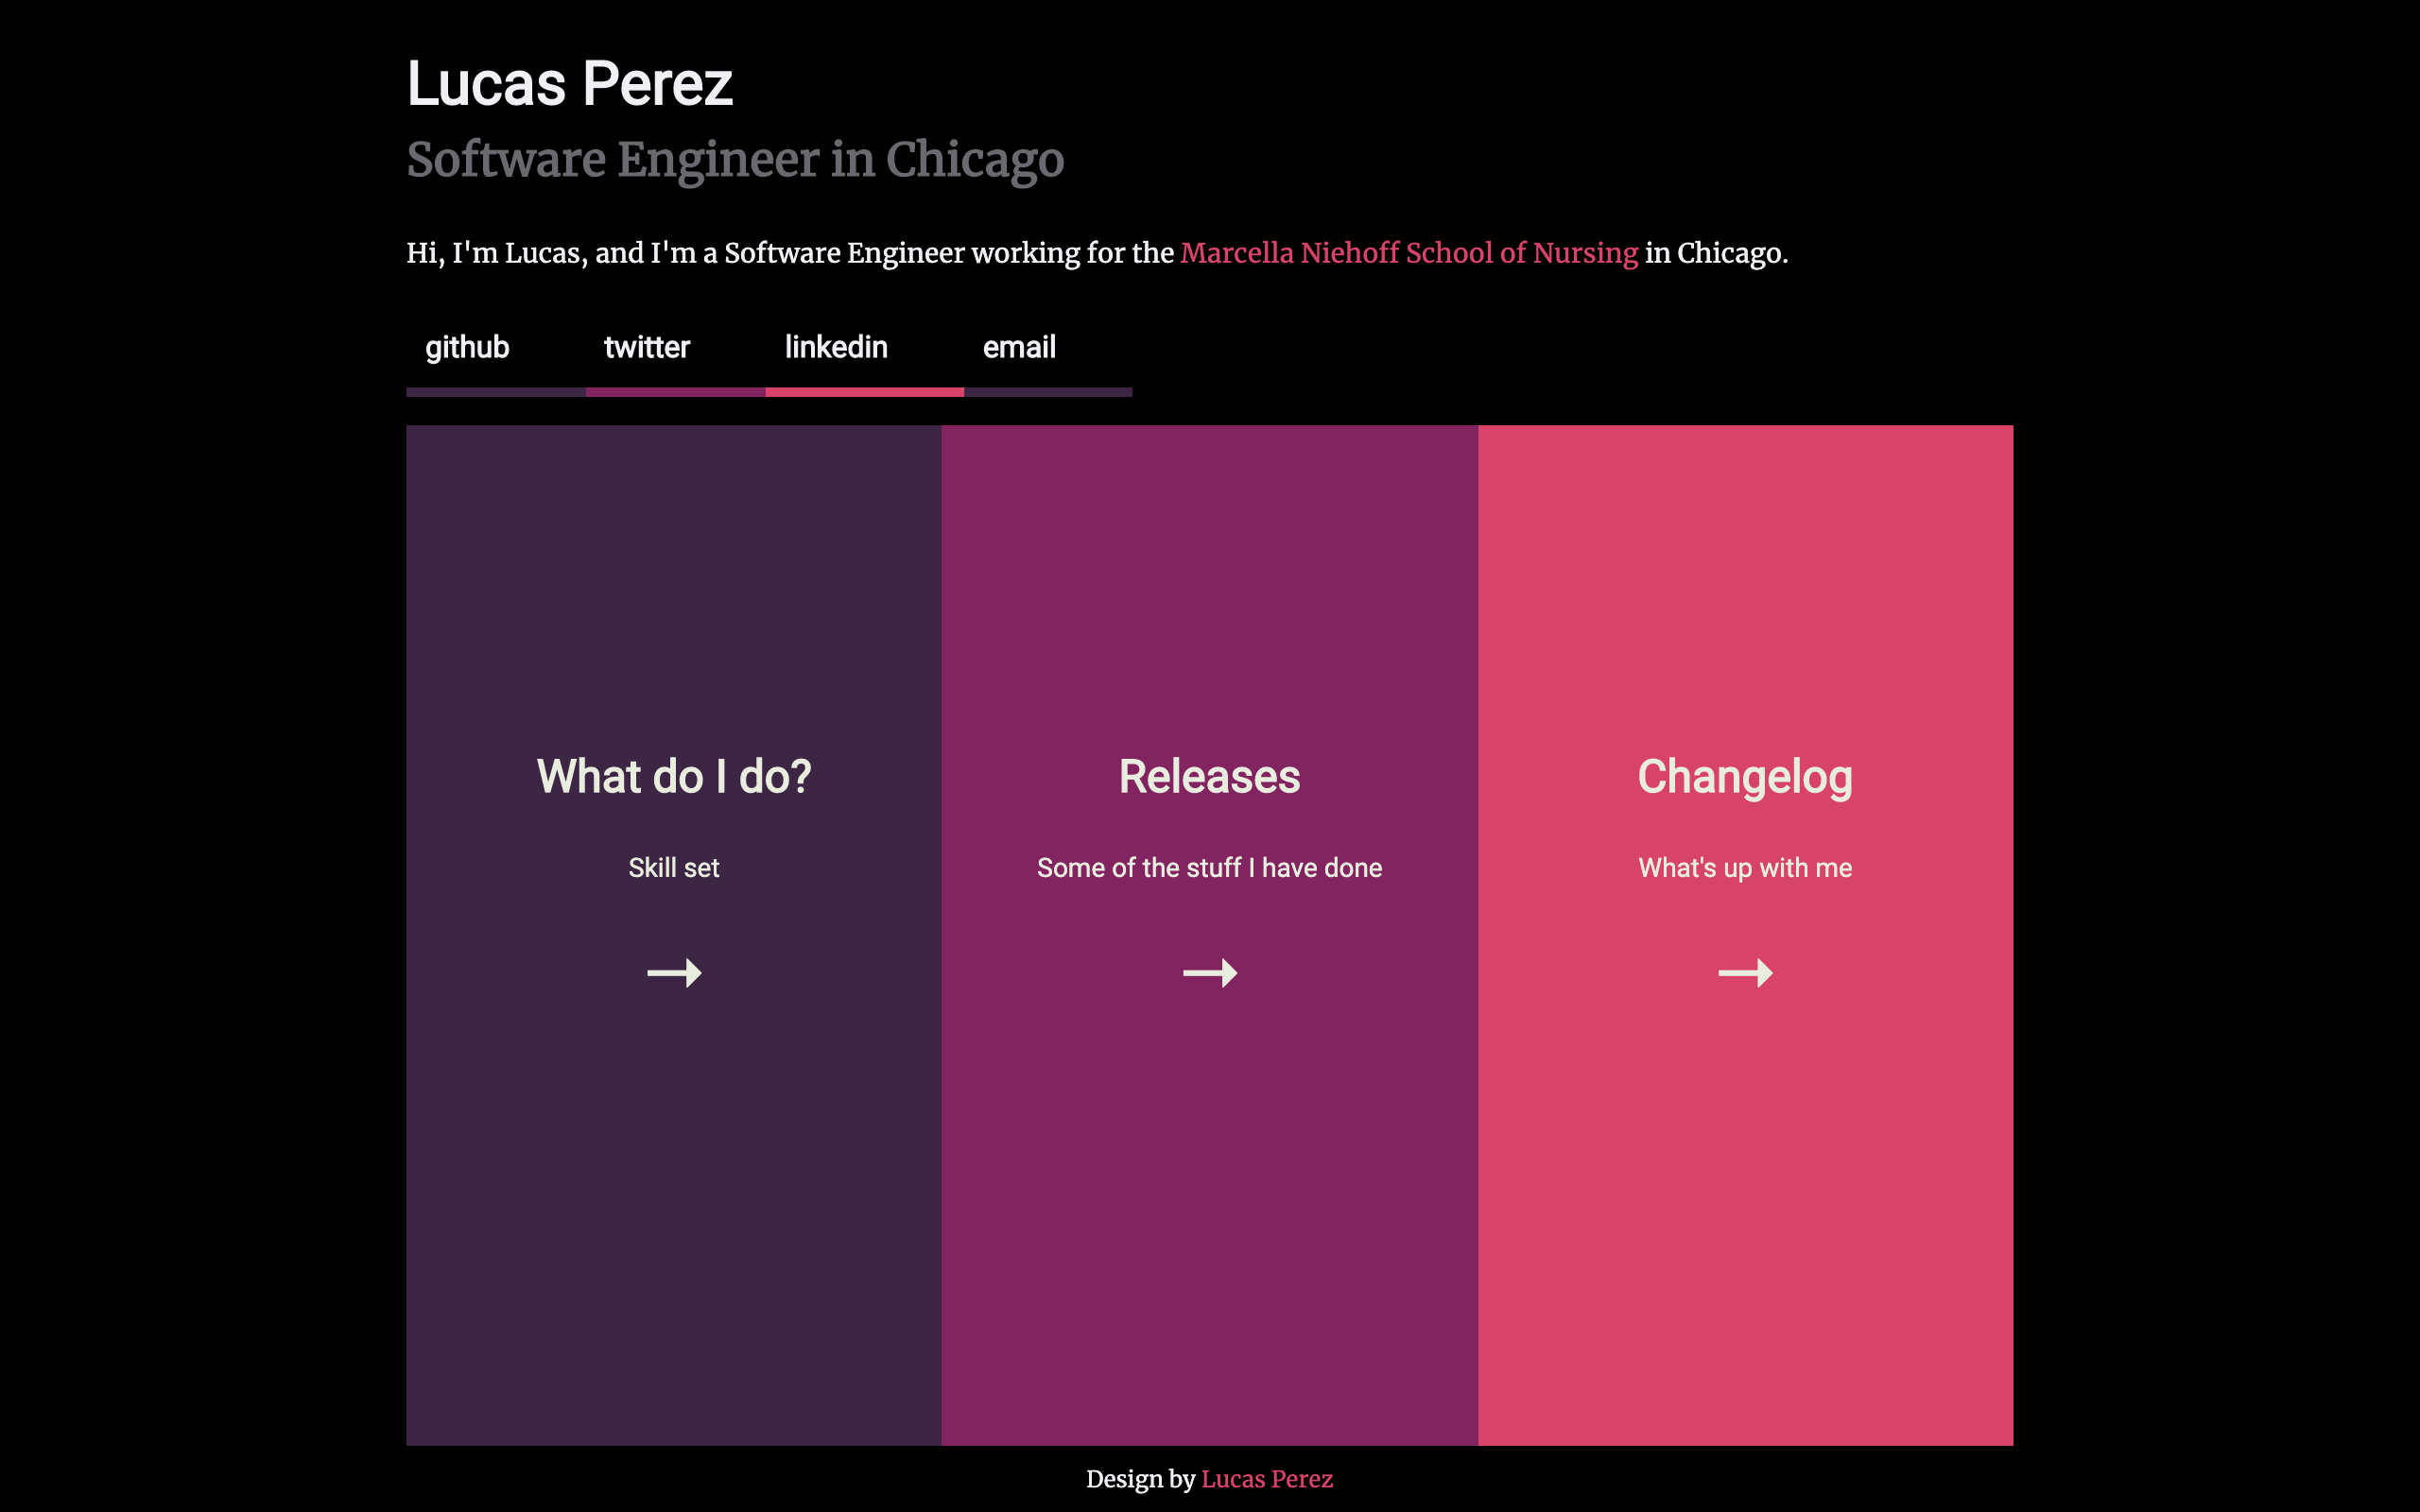 Lucas Perez
Software Engineer in Chicago
Hi, I'm Lucas, and I'm a Software Engineer working for the Marcella Niehoff School of Nursing in Chicago.
github twitter linkedin email
What do I do?
Skill set
Releases
Some of the stuff I have done
Changelog
What's up with me
Design by Lucas Perez